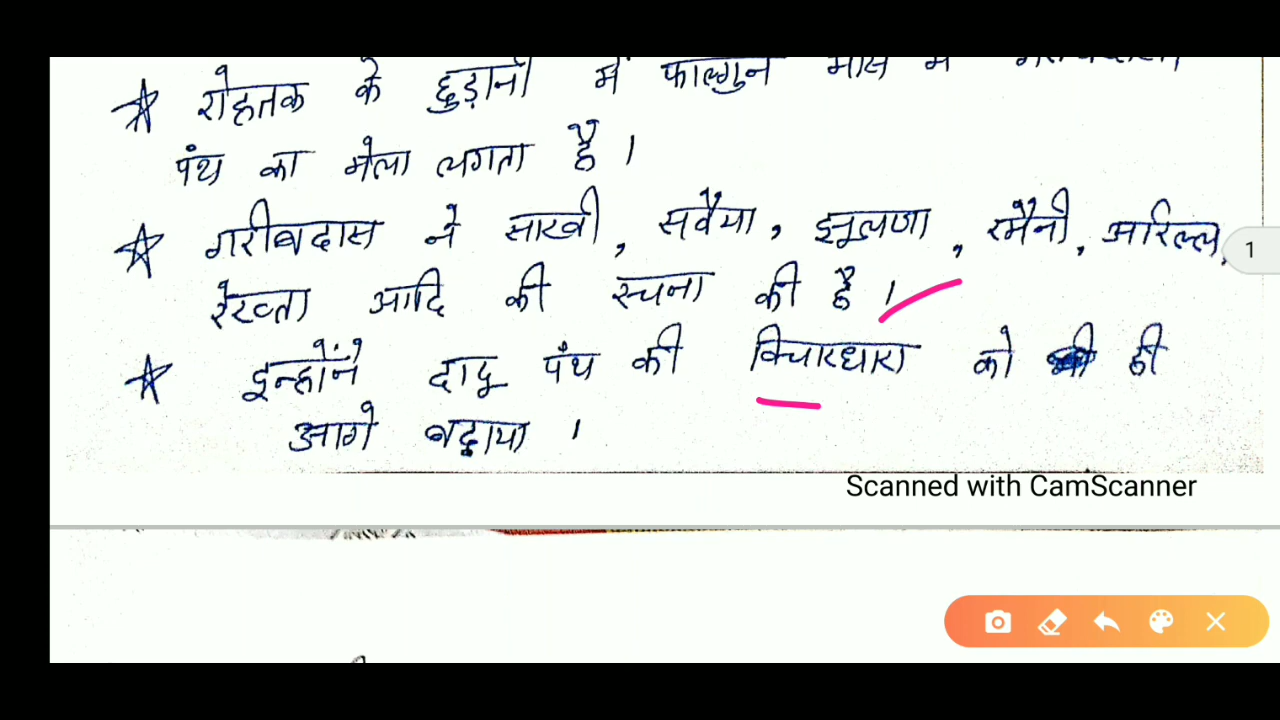 ☆ रोहतक के छुड़ानी में फाल्गुन मास में
पंथ का मेला लगता है।
☆ गरीबदास ने साखी, सवैया, झूलणा, रमैनी, अरिल्ल,
रेख्ता आदि की रचना की है।
☆ इन्होंने दादू पंथ की विचारधारा को ही
आगे बढ़ाया।
Scanned with CamScanner
1